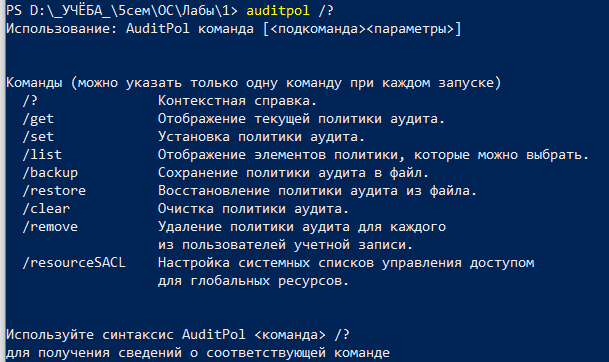 PS D:\_УЧЁБА_\5сем\ОС\Лабы\1> auditpol /?
Использование: AuditPol команда [<подкоманда><параметры>]
Команды (можно указать только одну команду при каждом запуске)
/? Контекстная справка.
/get Отображение текущей политики аудита.
/set Установка политики аудита.
/list Отображение элементов политики, которые можно выбрать.
/backup Сохранение политики аудита в файл.
/restore Восстановление политики аудита из файла.
/clear Очистка политики аудита.
/remove Удаление политики аудита для каждого
из пользователей учетной записи.
/resourceSACL Настройка системных списков управления доступом
для глобальных ресурсов.
Используйте синтаксис AuditPol <команда> /?
для получения сведений о соответствующей команде